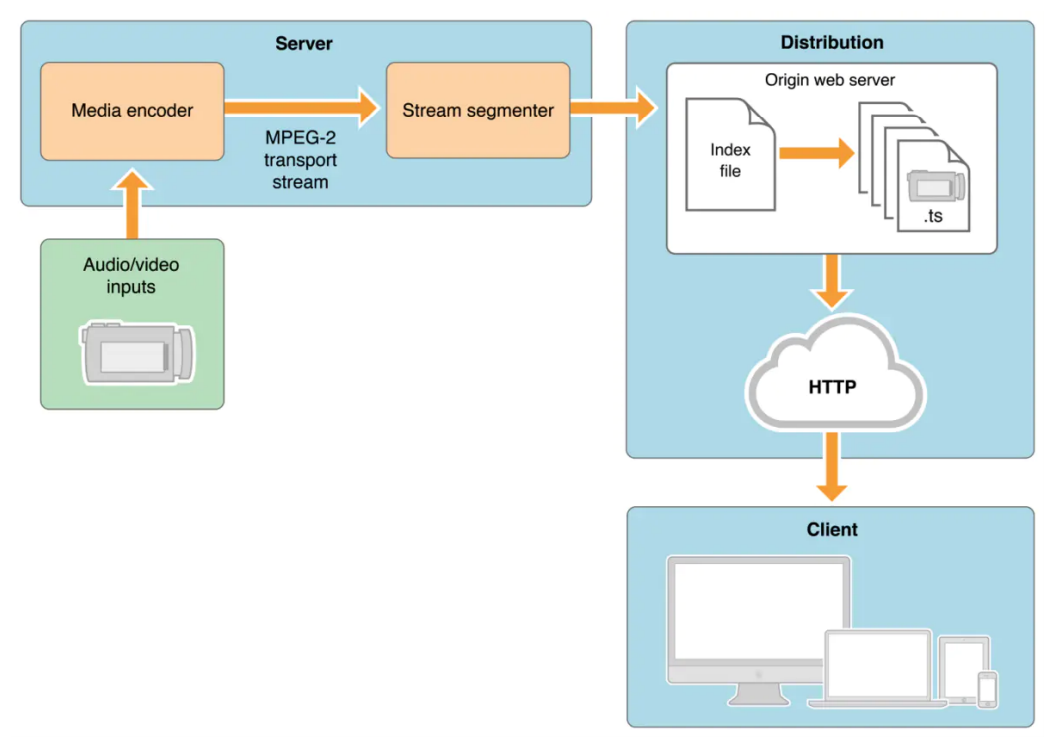 Server
Media encoder
MPEG-2
transport
stream
Stream segmenter
Audio/video
inputs
Distribution
Origin web server
Index
file
.ts
HTTP
Client